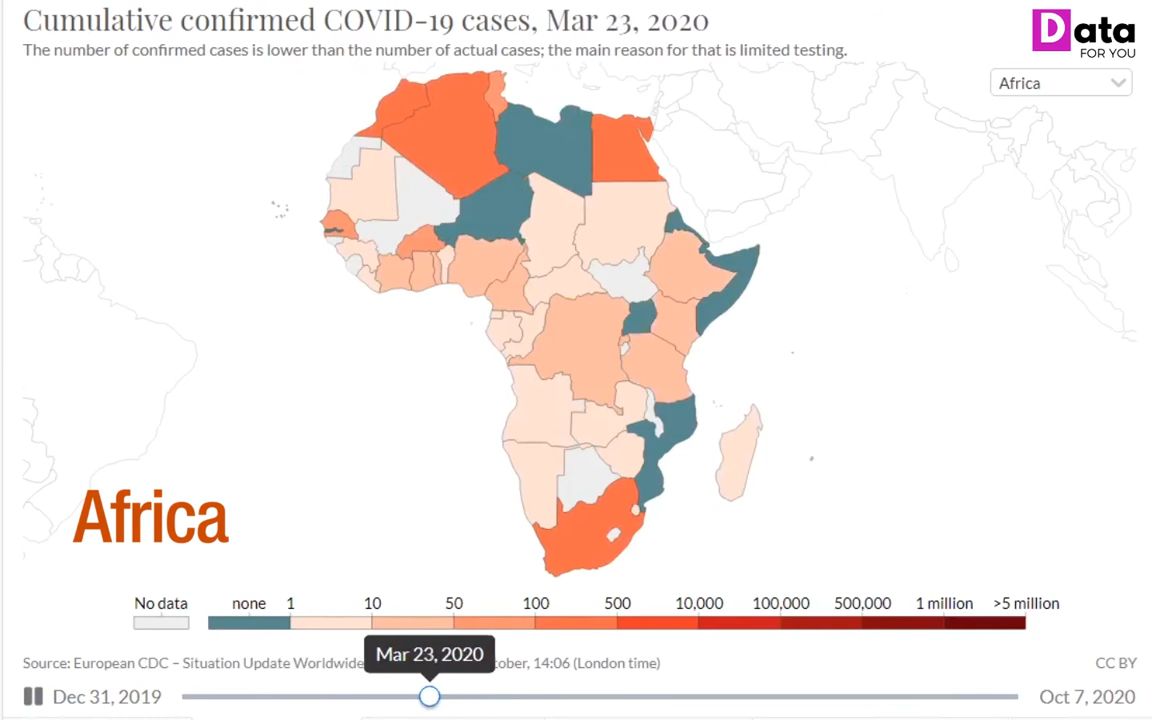 Cumulative confirmed COVID-19 cases, Mar 23, 2020
The number of confirmed cases is lower than the number of actual cases; the main reason for that is limited testing.
Data
FOR YOU
Africa
Africa
No data none 1 10 50 100 500 10,000 100,000 500,000 1 million >5 million
Mar 23, 2020
Source: European CDC – Situation Update Worldwide tober, 14:06 (London time)
CC BY
Dec 31, 2019
Oct 7, 2020